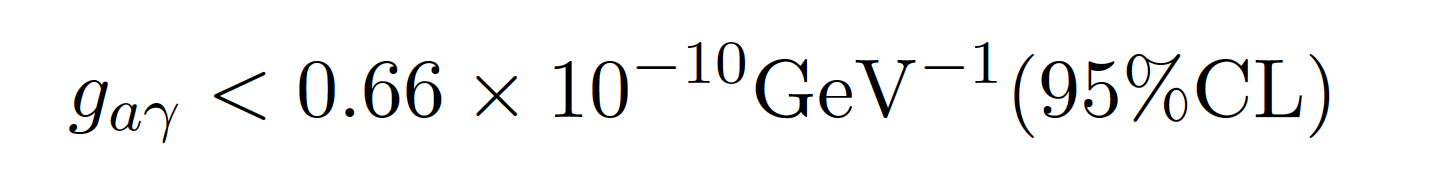 g_{aγ} < 0.66 × 10^{−10}GeV^{−1}(95%CL)